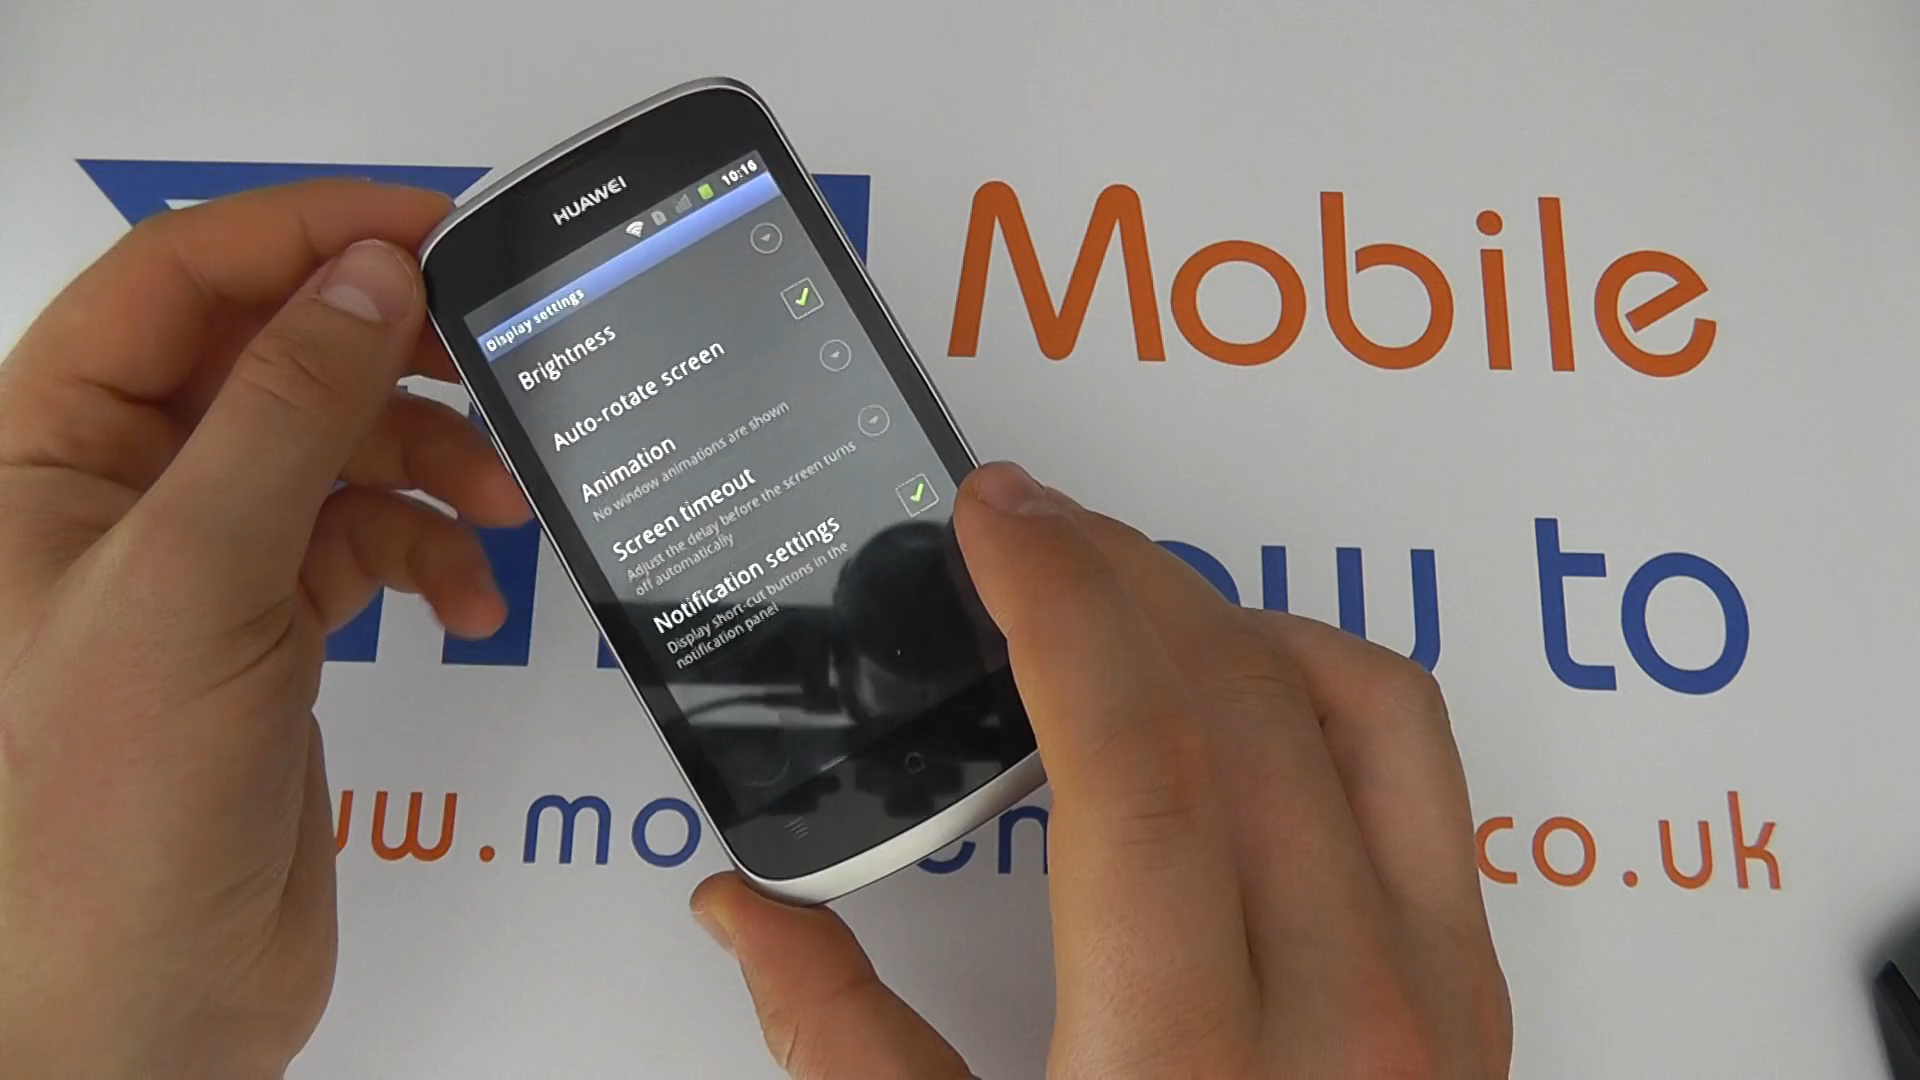 HUAWEI
10:16
Display settings
Brightness
Auto-rotate screen
Animation
No window animations are shown
Screen timeout
Adjust the delay before the screen turns
off automatically
Notification settings
Display short-cut buttons in the
notification panel
Mobile
to
.co.uk